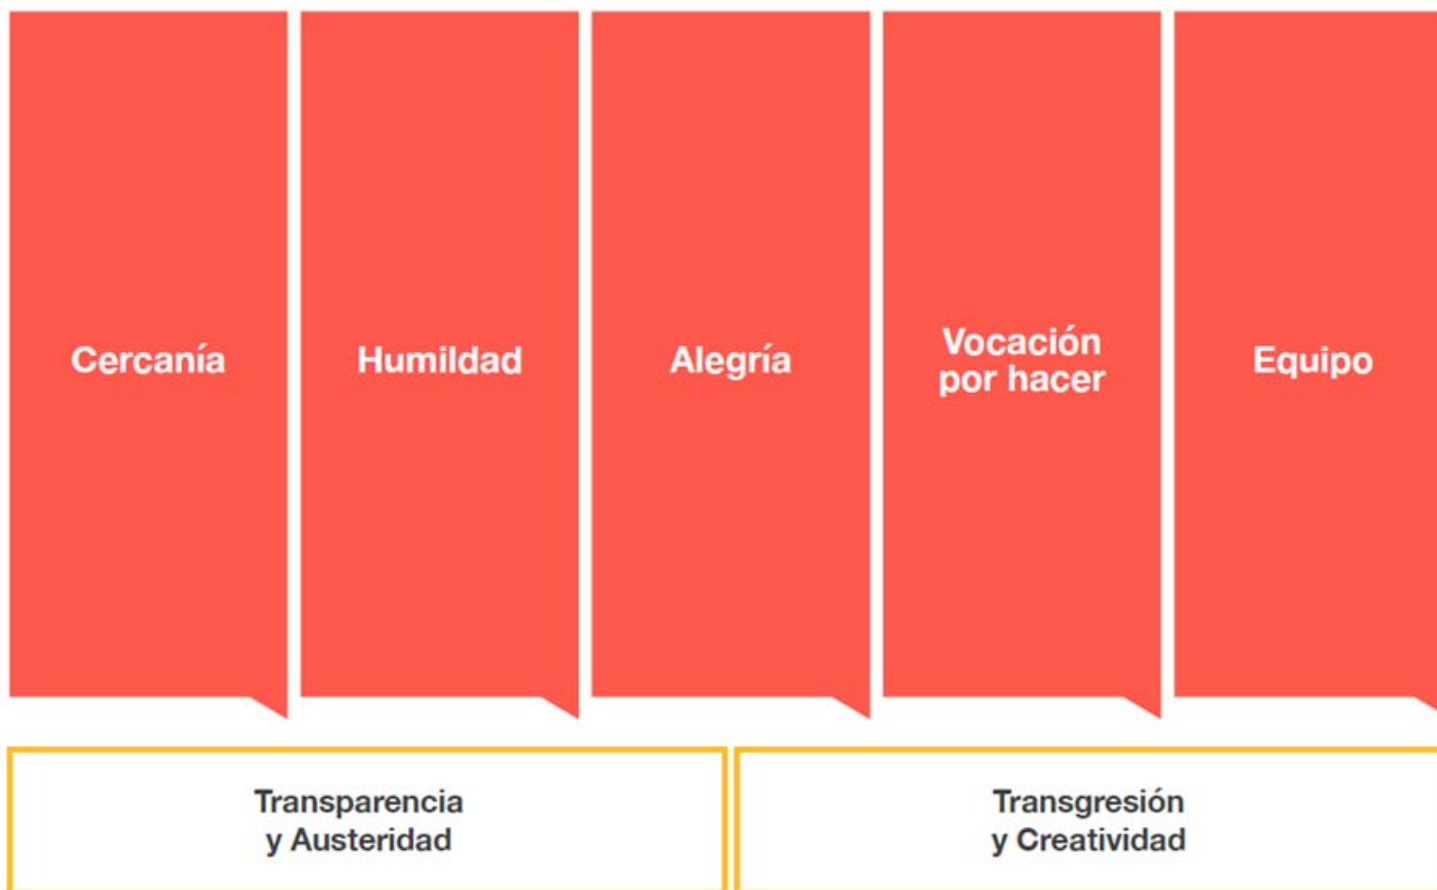 Cercanía
Humildad
Alegría
Vocación
por hacer
Equipo
Transparencia
y Austeridad
Transgresión
y Creatividad